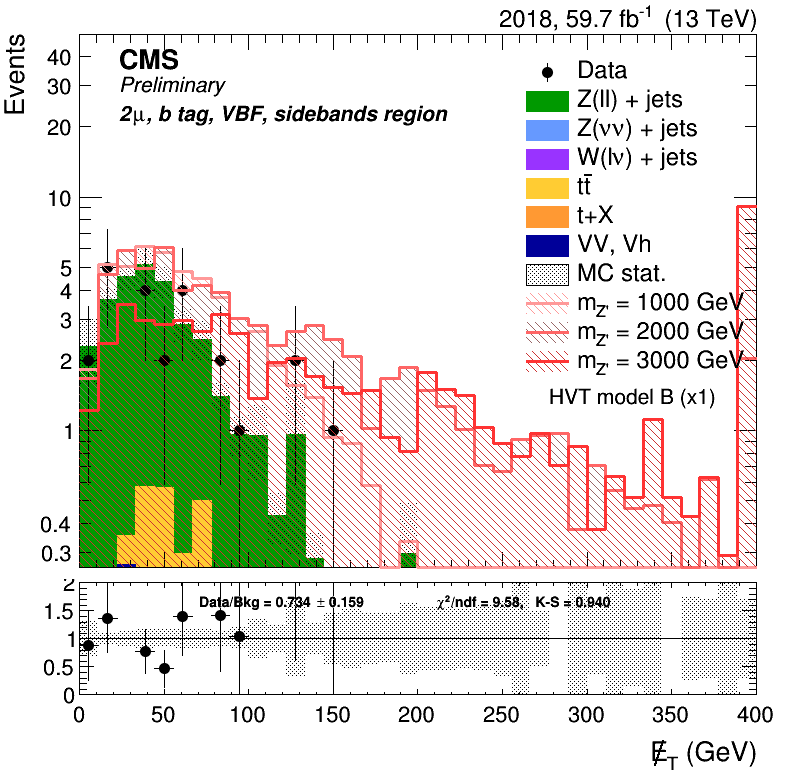 2018, 59.7 fb⁻¹ (13 TeV)
Events
CMS
Preliminary
2μ, b tag, VBF, sidebands region
Data
Z(ll) + jets
Z(νν) + jets
W(lν) + jets
tt̄
t+X
VV, Vh
MC stat.
m_Z' = 1000 GeV
m_Z' = 2000 GeV
m_Z' = 3000 GeV
HVT model B (x1)
40
30
20
10
5
4
3
2
1
0.4
0.3
Data/Bkg = 0.734 ± 0.159
χ²/ndf = 9.58, K-S = 0.940
2
1.5
1
0.5
0
0 50 100 150 200 250 300 350 400
E̸_T (GeV)